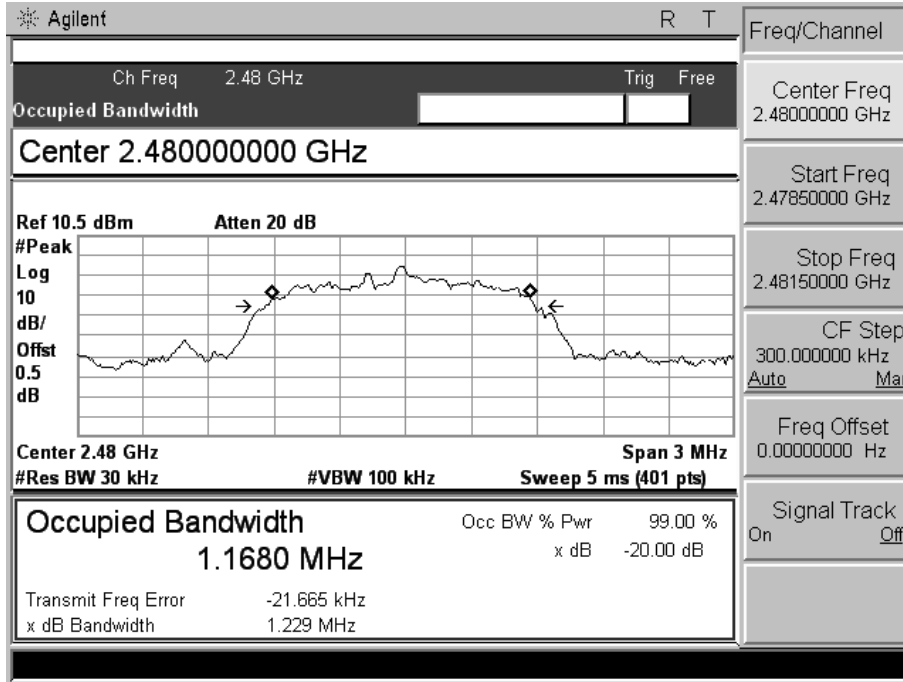 Agilent R T
Freq/Channel
Ch Freq 2.48 GHz Trig Free
Occupied Bandwidth
Center 2.480000000 GHz
Center Freq
2.48000000 GHz
Start Freq
2.47850000 GHz
Stop Freq
2.48150000 GHz
CF Step
300.000000 kHz
Auto Man
Freq Offset
0.00000000 Hz
Signal Track
On Off
Ref 10.5 dBm Atten 20 dB
#Peak
Log
10
dB/
Offst
0.5
dB
Center 2.48 GHz Span 3 MHz
#Res BW 30 kHz #VBW 100 kHz Sweep 5 ms (401 pts)
Occupied Bandwidth Occ BW % Pwr 99.00 %
1.1680 MHz x dB -20.00 dB
Transmit Freq Error -21.665 kHz
x dB Bandwidth 1.229 MHz